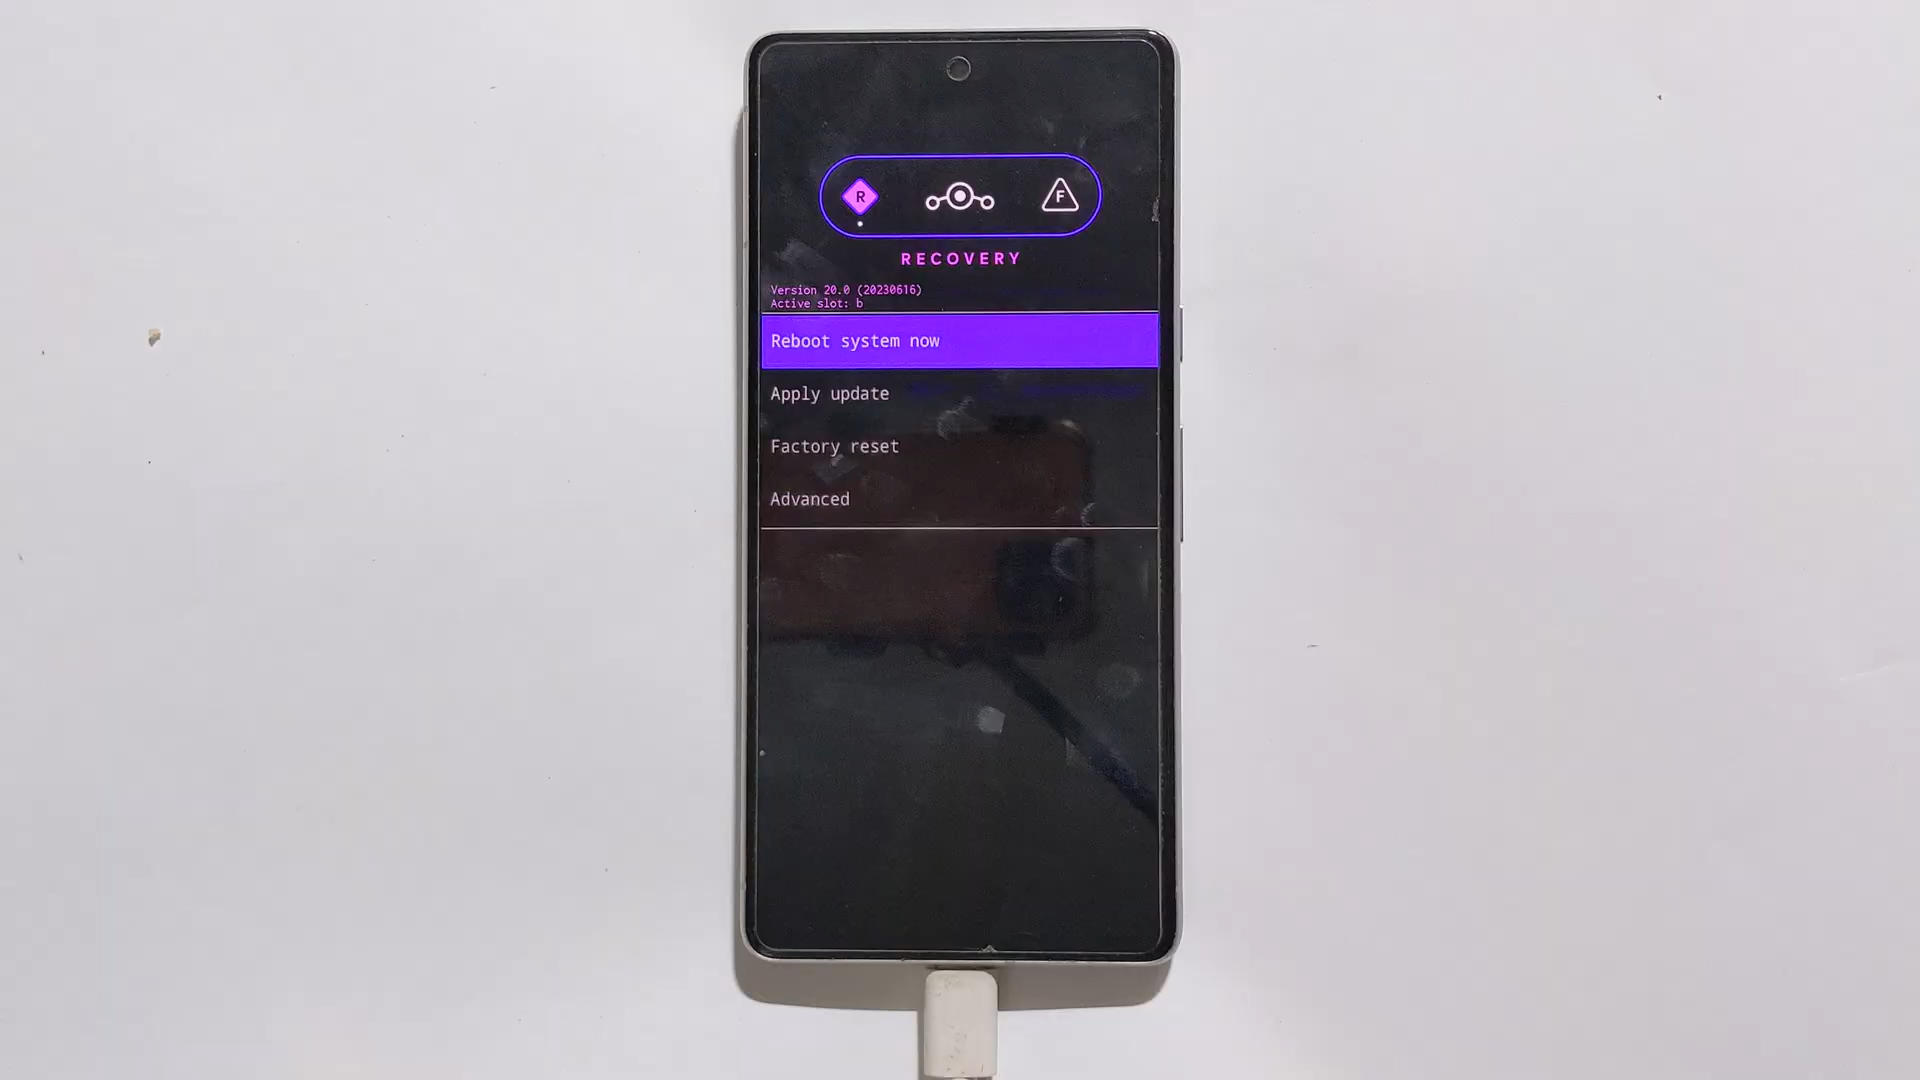 R F
RECOVERY
Version 20.0 (20230616)
Active slot: b
Reboot system now
Apply update
Factory reset
Advanced